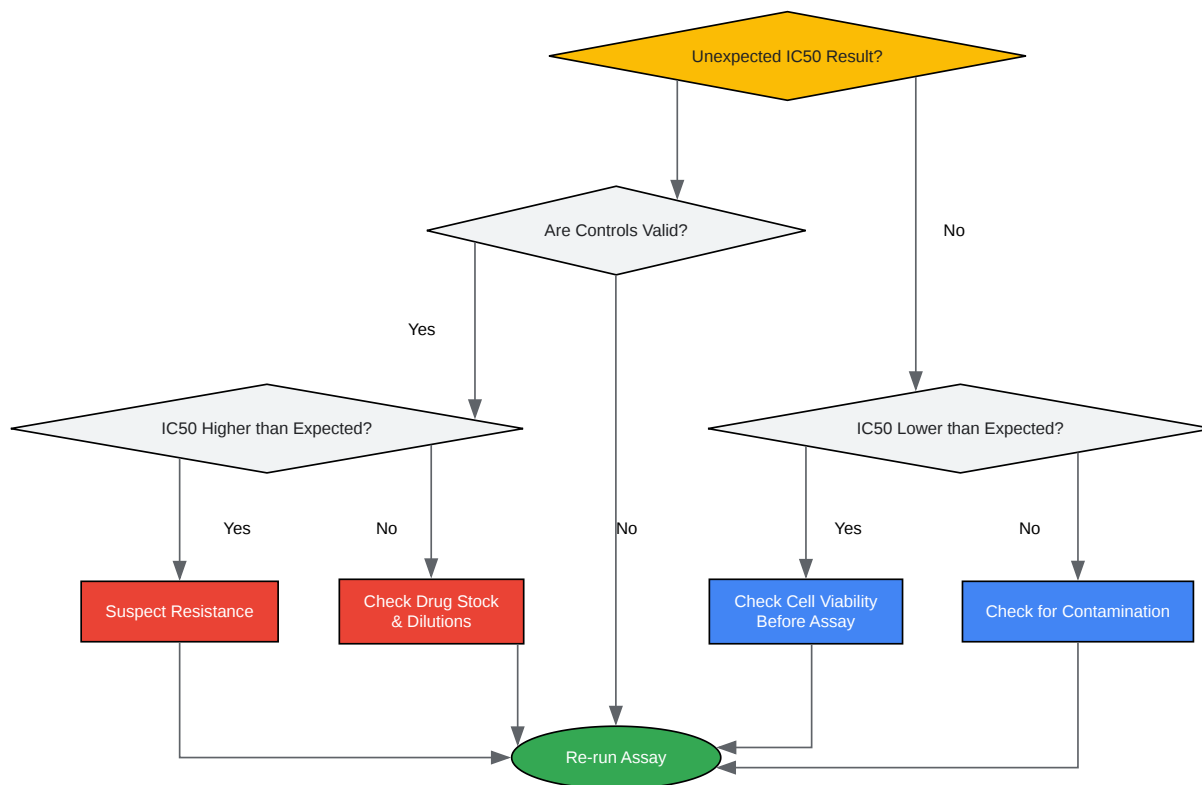 Unexpected IC50 Result?
Are Controls Valid?
No
Yes
IC50 Higher than Expected?
IC50 Lower than Expected?
Yes
No
No
Yes
No
Suspect Resistance
Check Drug Stock
& Dilutions
Check Cell Viability
Before Assay
Check for Contamination
Re-run Assay